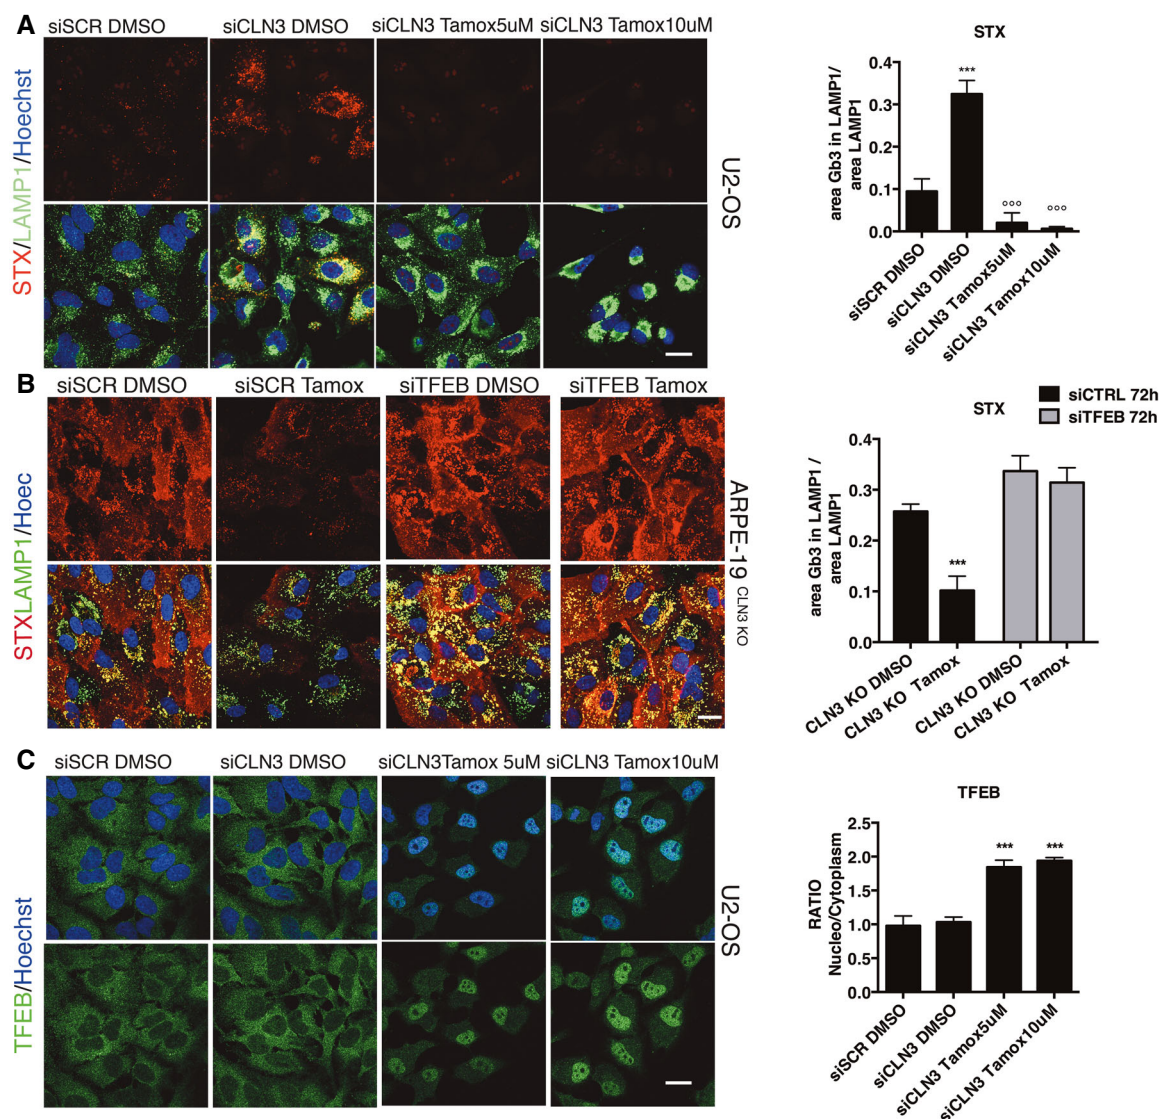 A
siSCR DMSO
siCLN3 DMSO
siCLN3 Tamox5uM
siCLN3 Tamox10uM
STX/LAMP1/Hoechst
U2-OS
STX
area Gb3 in LAMP1/
area LAMP1
0.4
0.3
0.2
0.1
0.0
***
°°°
°°°
siSCR DMSO
siCLN3 DMSO
siCLN3 Tamox5uM
siCLN3 Tamox10uM
B
siSCR DMSO
siSCR Tamox
siTFEB DMSO
siTFEB Tamox
STXLAMP1/Hoec
ARPE-19 CLN3 KO
STX
siCTRL 72h
siTFEB 72h
area Gb3 in LAMP1 /
area LAMP1
0.4
0.3
0.2
0.1
0.0
***
CLN3 KO DMSO
CLN3 KO Tamox
CLN3 KO DMSO
CLN3 KO Tamox
C
siSCR DMSO
siCLN3 DMSO
siCLN3Tamox 5uM
siCLN3 Tamox10uM
TFEB/Hoechst
U2-OS
TFEB
RATIO
Nucleo/Cytoplasm
2.5
2.0
1.5
1.0
0.5
0.0
***
***
siSCR DMSO
siCLN3 DMSO
siCLN3 Tamox5uM
siCLN3 Tamox10uM